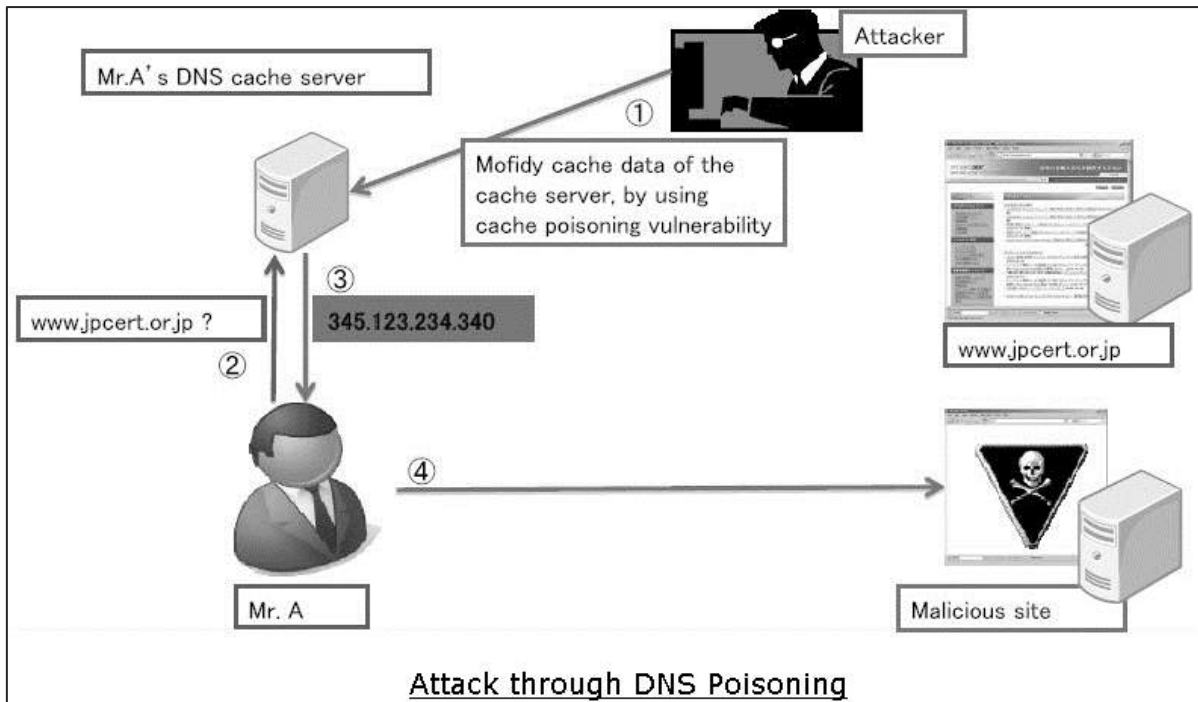 Attacker
Mr.A's DNS cache server
①
Mofidy cache data of the
cache server, by using
cache poisoning vulnerability
③
www.jpcert.or.jp ?
345.123.234.340
②
www.jpcert.or.jp
④
Mr. A
Malicious site
Attack through DNS Poisoning